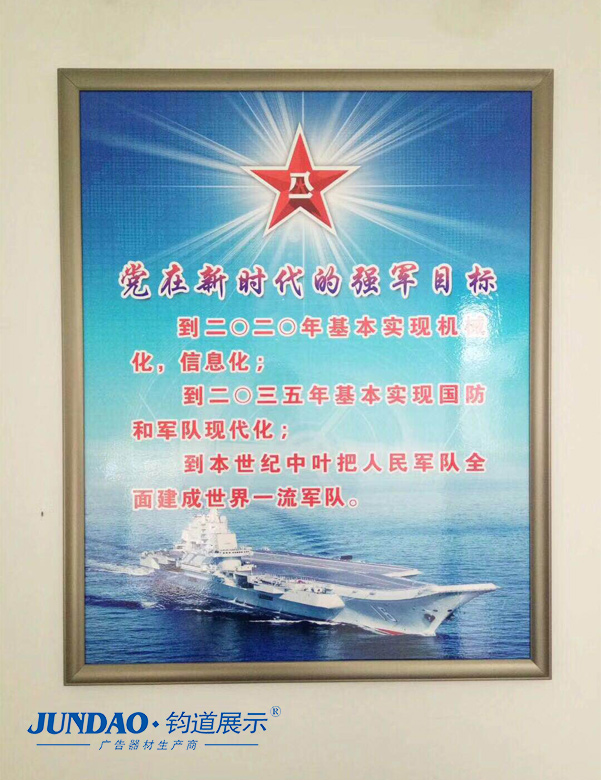 八一
党在新时代的强军目标
到二〇二〇年基本实现机械
化，信息化；
到二〇三五年基本实现国防
和军队现代化；
到本世纪中叶把人民军队全
面建成世界一流军队。
16
JUNDAO·钧道展示®
广告器材生产商